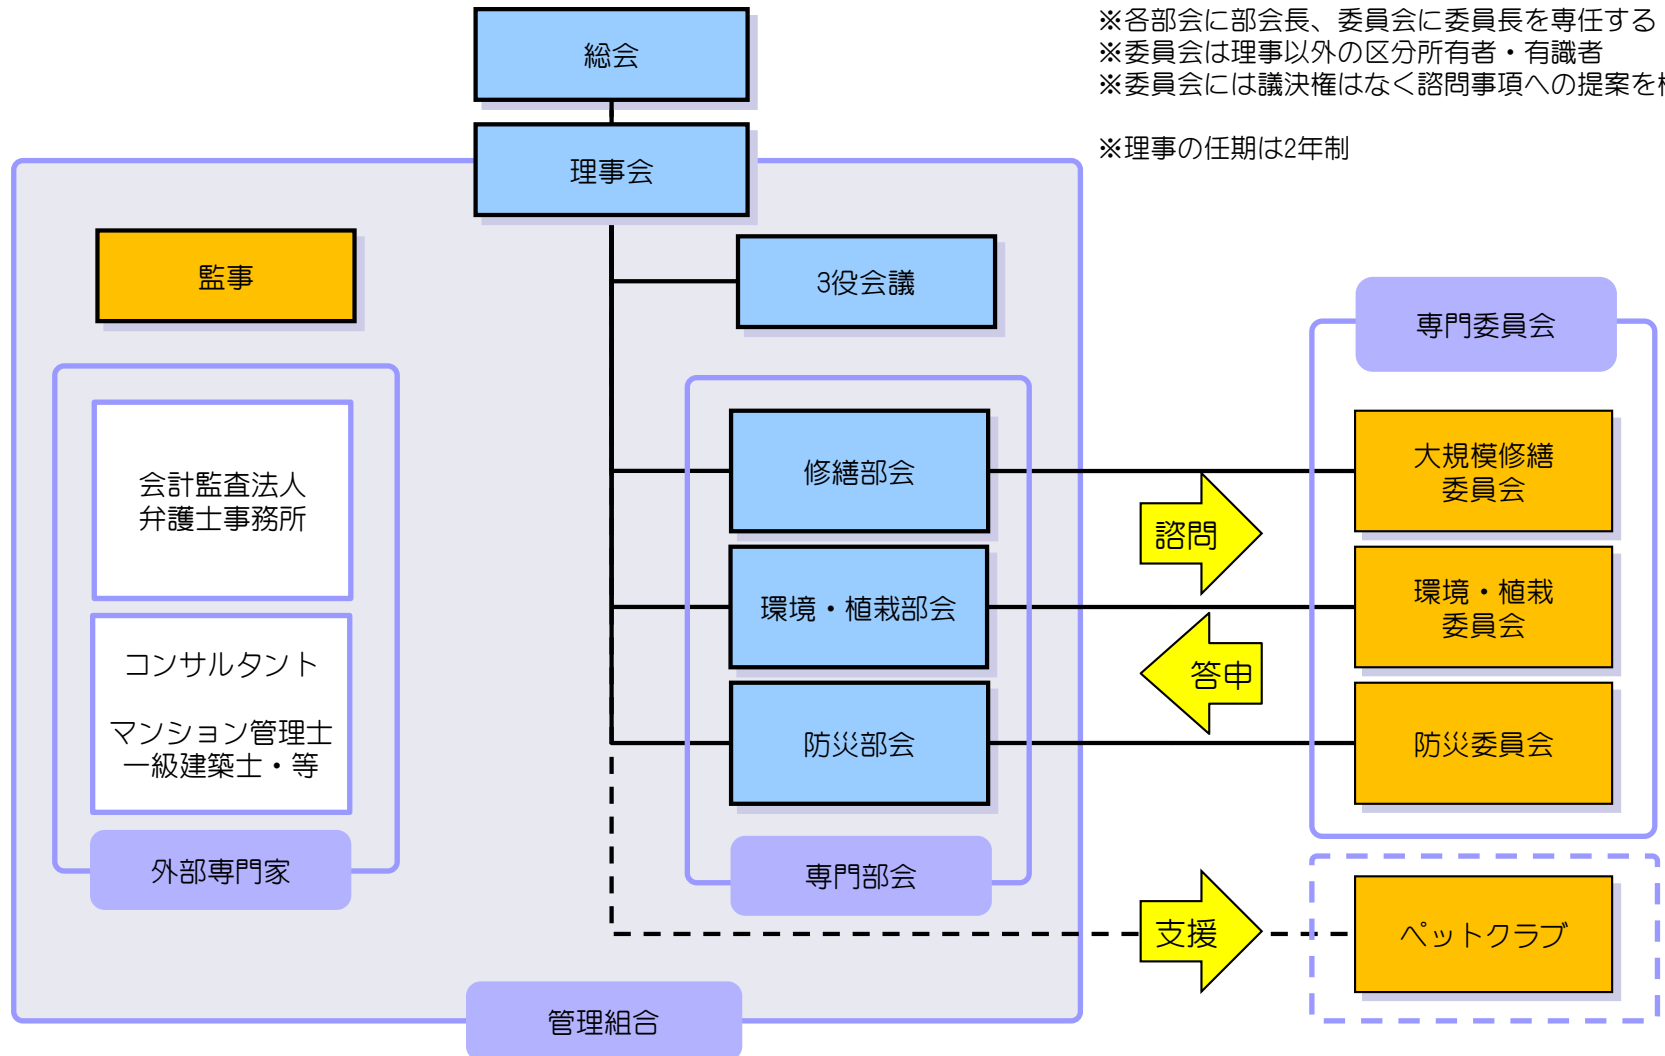 ※各部会に部会長、委員会に委員長を専任する
※委員会は理事以外の区分所有者・有識者
※委員会には議決権はなく諮問事項への提案を
※理事の任期は2年制
総会
理事会
監事
3役会議
専門委員会
会計監査法人
弁護士事務所
修繕部会
大規模修繕
委員会
諮問
環境・植栽部会
環境・植栽
委員会
コンサルタント
マンション管理士
一級建築士・等
答申
防災部会
防災委員会
外部専門家
専門部会
支援
ペットクラブ
管理組合